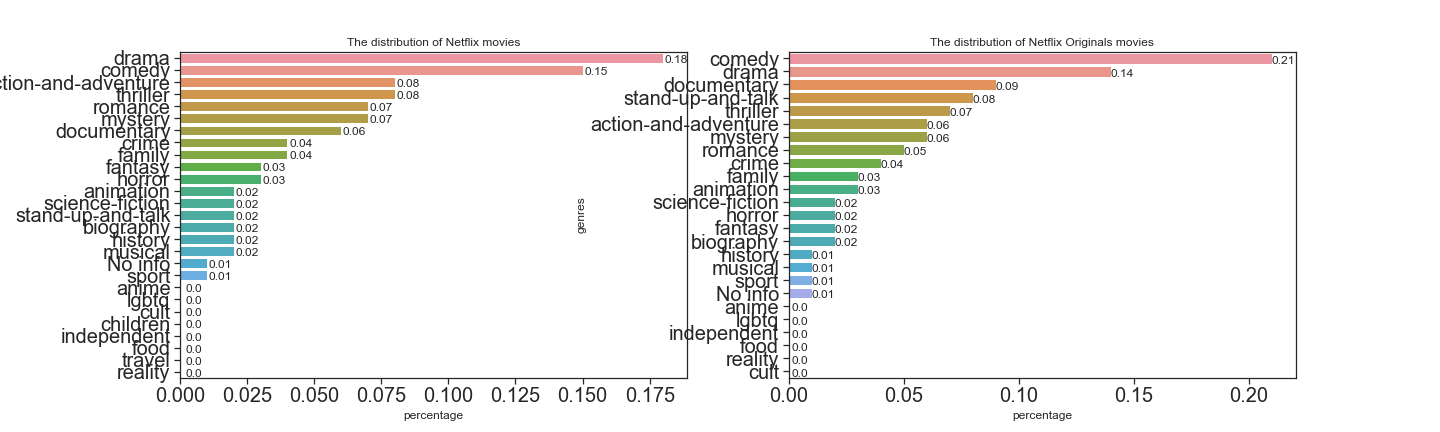 The distribution of Netflix movies
drama 0.18
comedy 0.15
ction-and-adventure 0.08
thriller 0.08
romance 0.07
mystery 0.07
documentary 0.06
crime 0.04
family 0.04
fantasy 0.03
horror 0.03
animation 0.02
science-fiction 0.02
stand-up-and-talk 0.02
biography 0.02
history 0.02
musical 0.02
No info 0.01
sport 0.01
anime 0.0
lgbtq 0.0
cult 0.0
children 0.0
independent 0.0
food 0.0
travel 0.0
reality 0.0
0.000 0.025 0.050 0.075 0.100 0.125 0.150 0.175
percentage
The distribution of Netflix Originals movies
genres
comedy 0.21
drama 0.14
documentary 0.09
stand-up-and-talk 0.08
thriller 0.07
action-and-adventure 0.06
mystery 0.06
romance 0.05
crime 0.04
family 0.03
animation 0.03
science-fiction 0.02
horror 0.02
fantasy 0.02
biography 0.02
history 0.01
musical 0.01
sport 0.01
No info 0.01
anime 0.0
lgbtq 0.0
independent 0.0
food 0.0
reality 0.0
cult 0.0
0.00 0.05 0.10 0.15 0.20
percentage